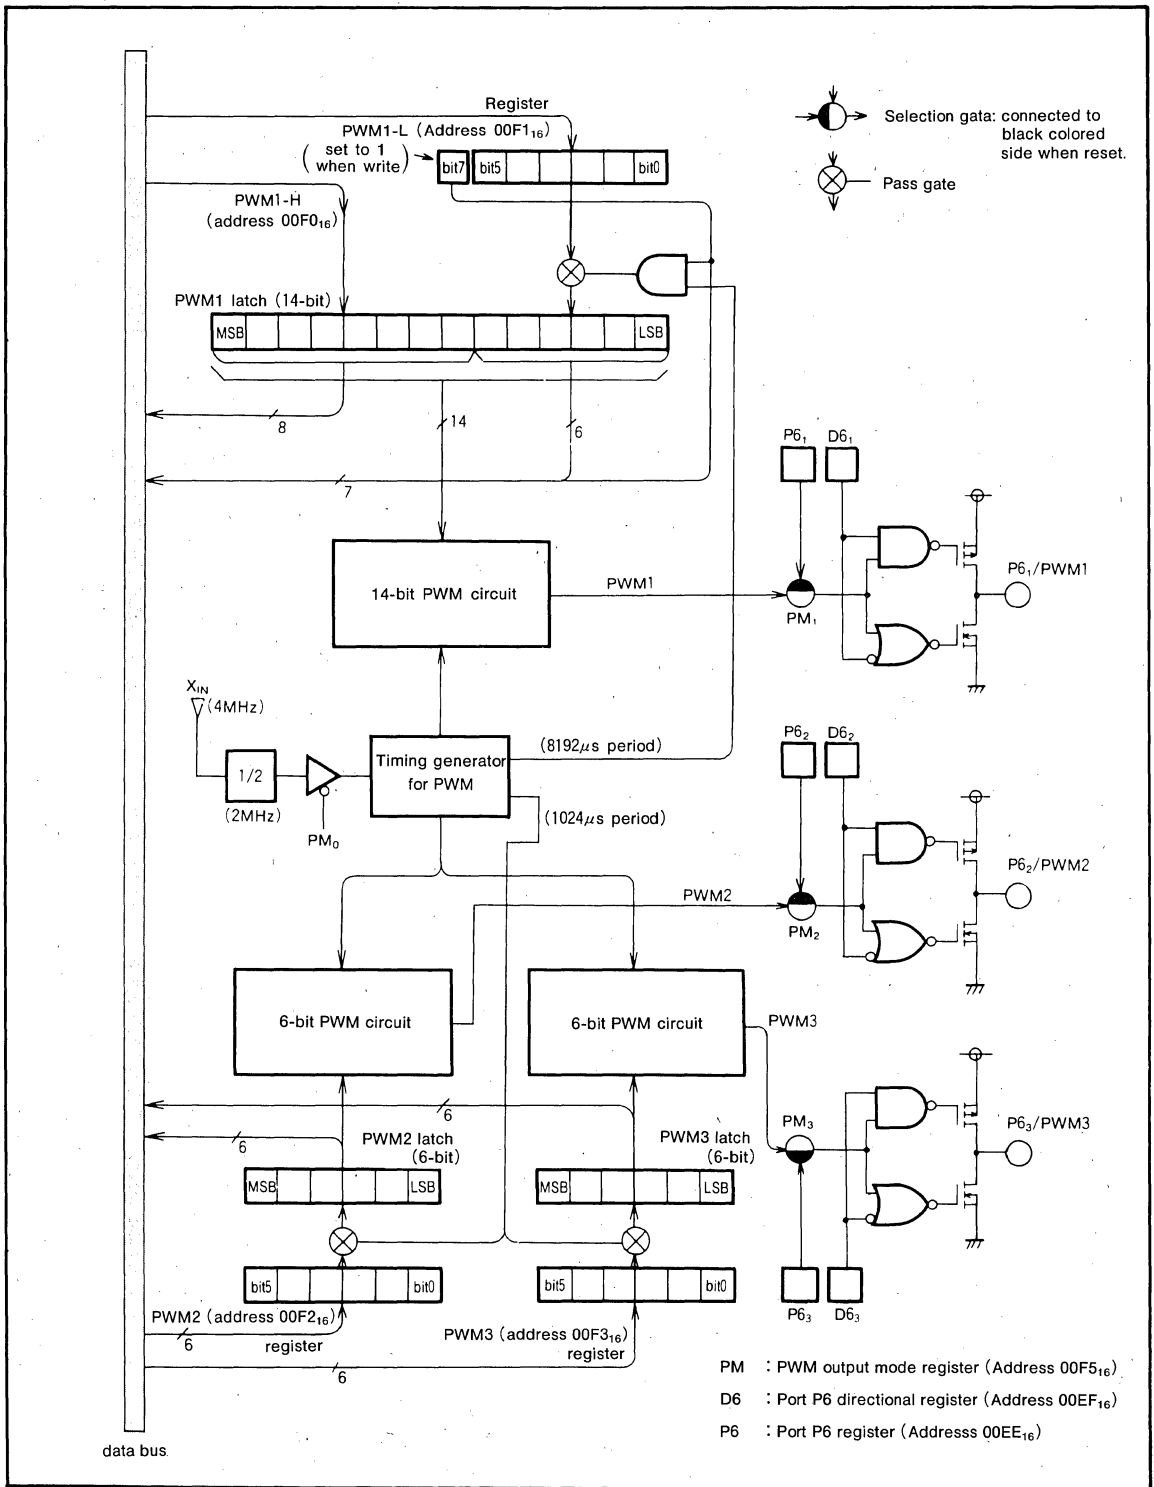 Register
PWM1-L (Address 00F1₁₆)
(set to 1
when write)
bit7
bit5
bit0
PWM1-H
(address 00F0₁₆)
Selection gata: connected to
black colored
side when reset.
Pass gate
PWM1 latch (14-bit)
MSB
LSB
8
14
6
7
P6₁
D6₁
14-bit PWM circuit
PWM1
PM₁
P6₁/PWM1
X_IN
(4MHz)
1/2
(2MHz)
PM₀
Timing generator
for PWM
(8192μs period)
(1024μs period)
P6₂
D6₂
PWM2
PM₂
P6₂/PWM2
6-bit PWM circuit
6-bit PWM circuit
PWM3
6
6
PWM2 latch
(6-bit)
PWM3 latch
(6-bit)
PM₃
P6₃/PWM3
MSB
LSB
MSB
LSB
bit5
bit0
bit5
bit0
P6₃
D6₃
PWM2 (address 00F2₁₆)
register
6
PWM3 (address 00F3₁₆)
register
6
PM : PWM output mode register (Address 00F5₁₆)
D6 : Port P6 directional register (Address 00EF₁₆)
P6 : Port P6 register (Addresss 00EE₁₆)
data bus